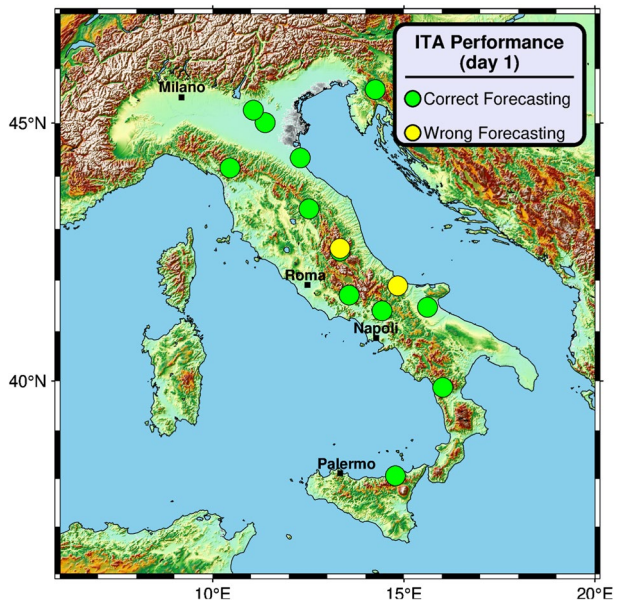 ITA Performance
(day 1)
Correct Forecasting
Wrong Forecasting
Milano
45°N
Roma
Napoli
40°N
Palermo
10°E
15°E
20°E